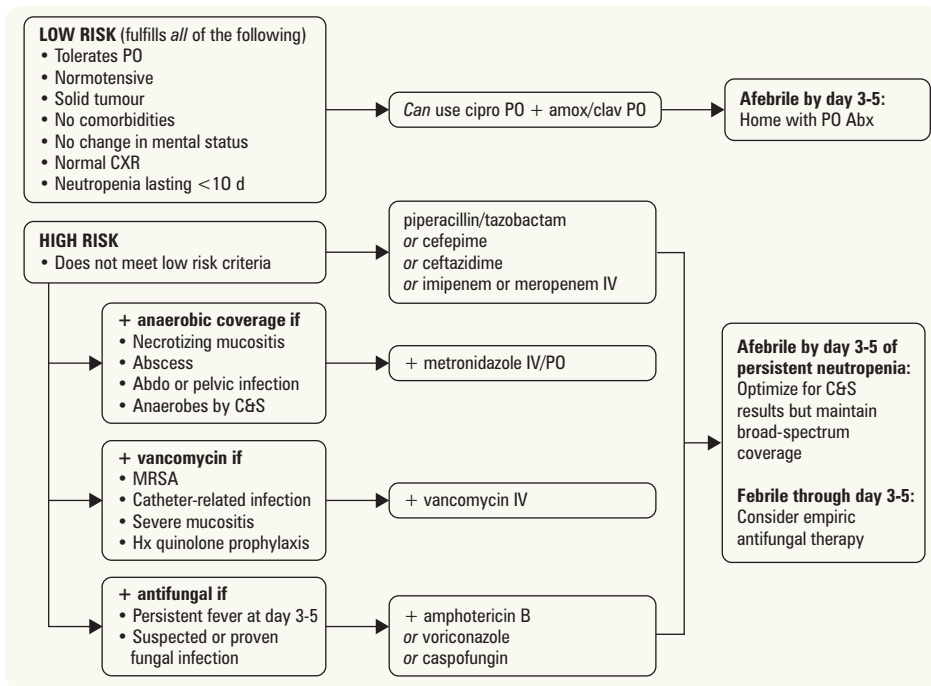 LOW RISK (fulfills all of the following)
• Tolerates PO
• Normotensive
• Solid tumour
• No comorbidities
• No change in mental status
• Normal CXR
• Neutropenia lasting <10 d
Can use cipro PO + amox/clav PO
Afebrile by day 3-5:
Home with PO Abx
HIGH RISK
• Does not meet low risk criteria
piperacillin/tazobactam
or cefepime
or ceftazidime
or imipenem or meropenem IV
+ anaerobic coverage if
• Necrotizing mucositis
• Abscess
• Abdo or pelvic infection
• Anaerobes by C&S
+ metronidazole IV/PO
+ vancomycin if
• MRSA
• Catheter-related infection
• Severe mucositis
• Hx quinolone prophylaxis
+ vancomycin IV
+ antifungal if
• Persistent fever at day 3-5
• Suspected or proven
fungal infection
+ amphotericin B
or voriconazole
or caspofungin
Afebrile by day 3-5 of
persistent neutropenia:
Optimize for C&S
results but maintain
broad-spectrum
coverage
Febrile through day 3-5:
Consider empiric
antifungal therapy